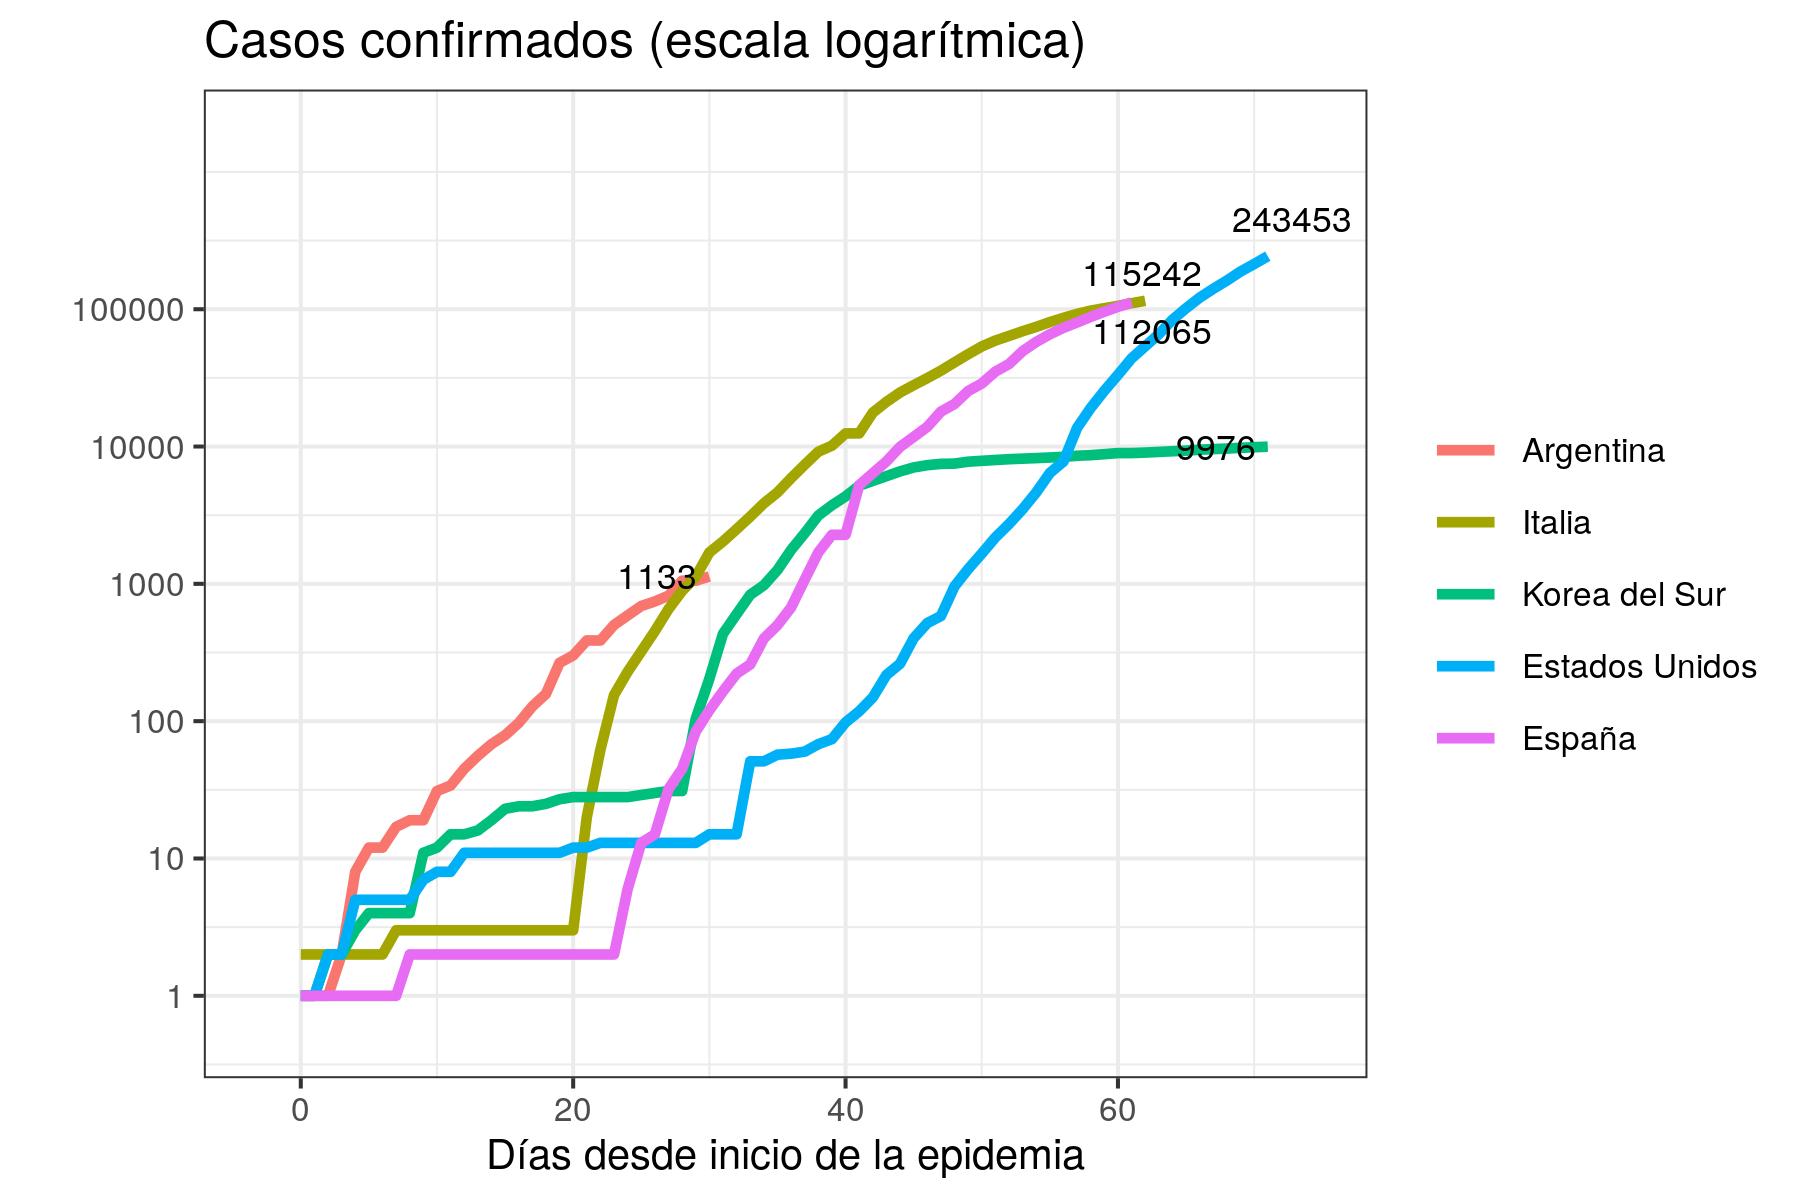 Casos confirmados (escala logarítmica)
243453
115242
112065
9976
1133
100000
10000
1000
100
10
1
0 20 40 60
Días desde inicio de la epidemia
Argentina
Italia
Korea del Sur
Estados Unidos
España